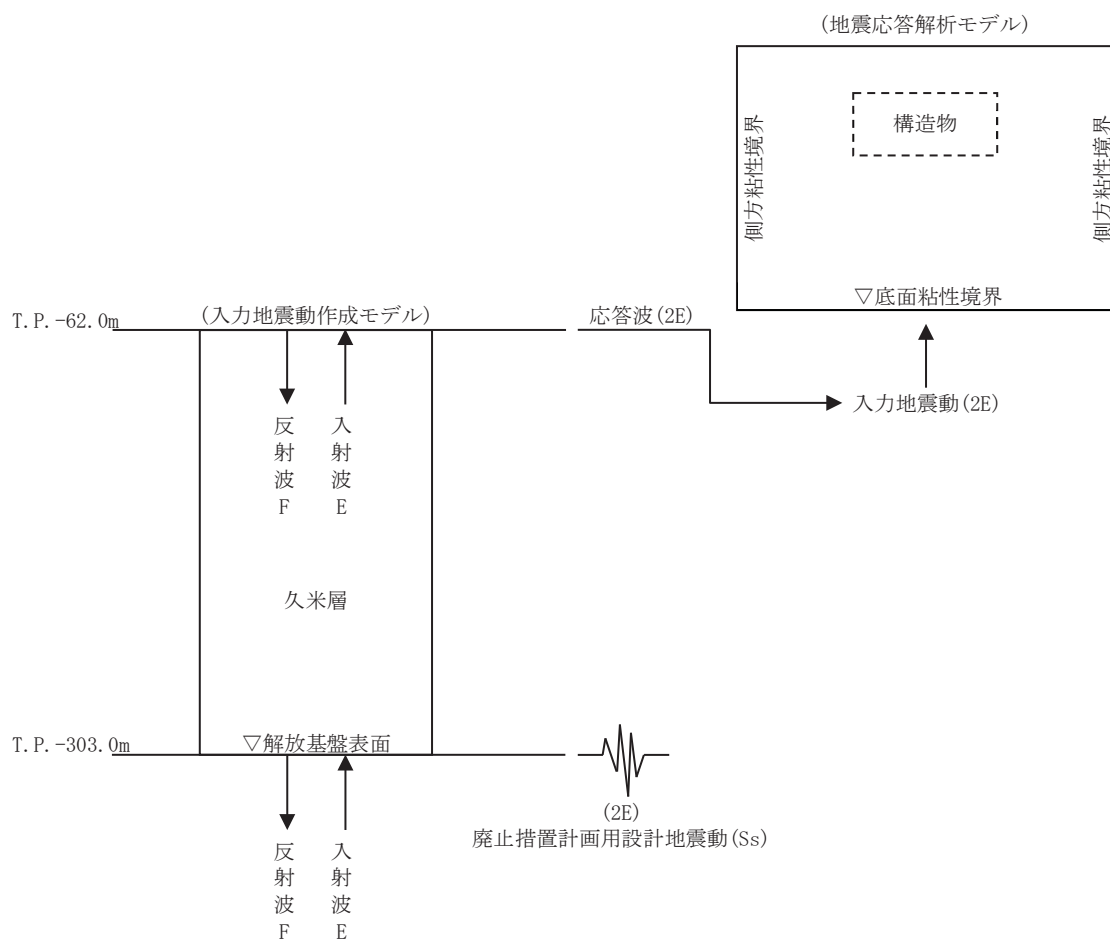 (地震応答解析モデル)
構造物
側方粘性境界
側方粘性境界
▽底面粘性境界
T.P.-62.0m
(入力地震動作成モデル)
応答波(2E)
入力地震動(2E)
反射波F
入射波E
久米層
T.P.-303.0m
▽解放基盤表面
(2E)
廃止措置計画用設計地震動(Ss)
反射波F
入射波E